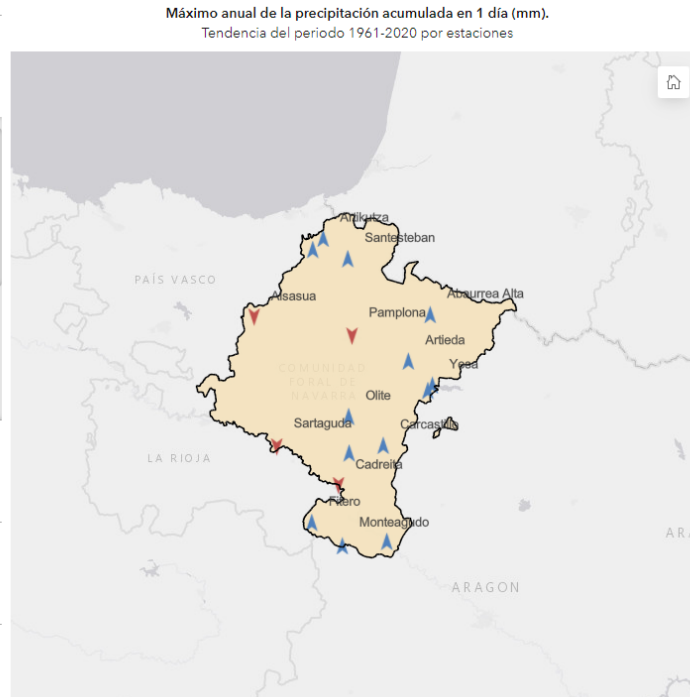 Máximo anual de la precipitación acumulada en 1 día (mm).
Tendencia del periodo 1961-2020 por estaciones
Artikutza
Santesteban
PAÍS VASCO
Alsasua
Abaurrea Alta
Pamplona
Artieda
COMUNIDAD
FORAL DE
NAVARRA
Yesa
Olite
Sartaguda
Carcastillo
LA RIOJA
Cadreita
Fitero
Monteagudo
ARA
ARAGON